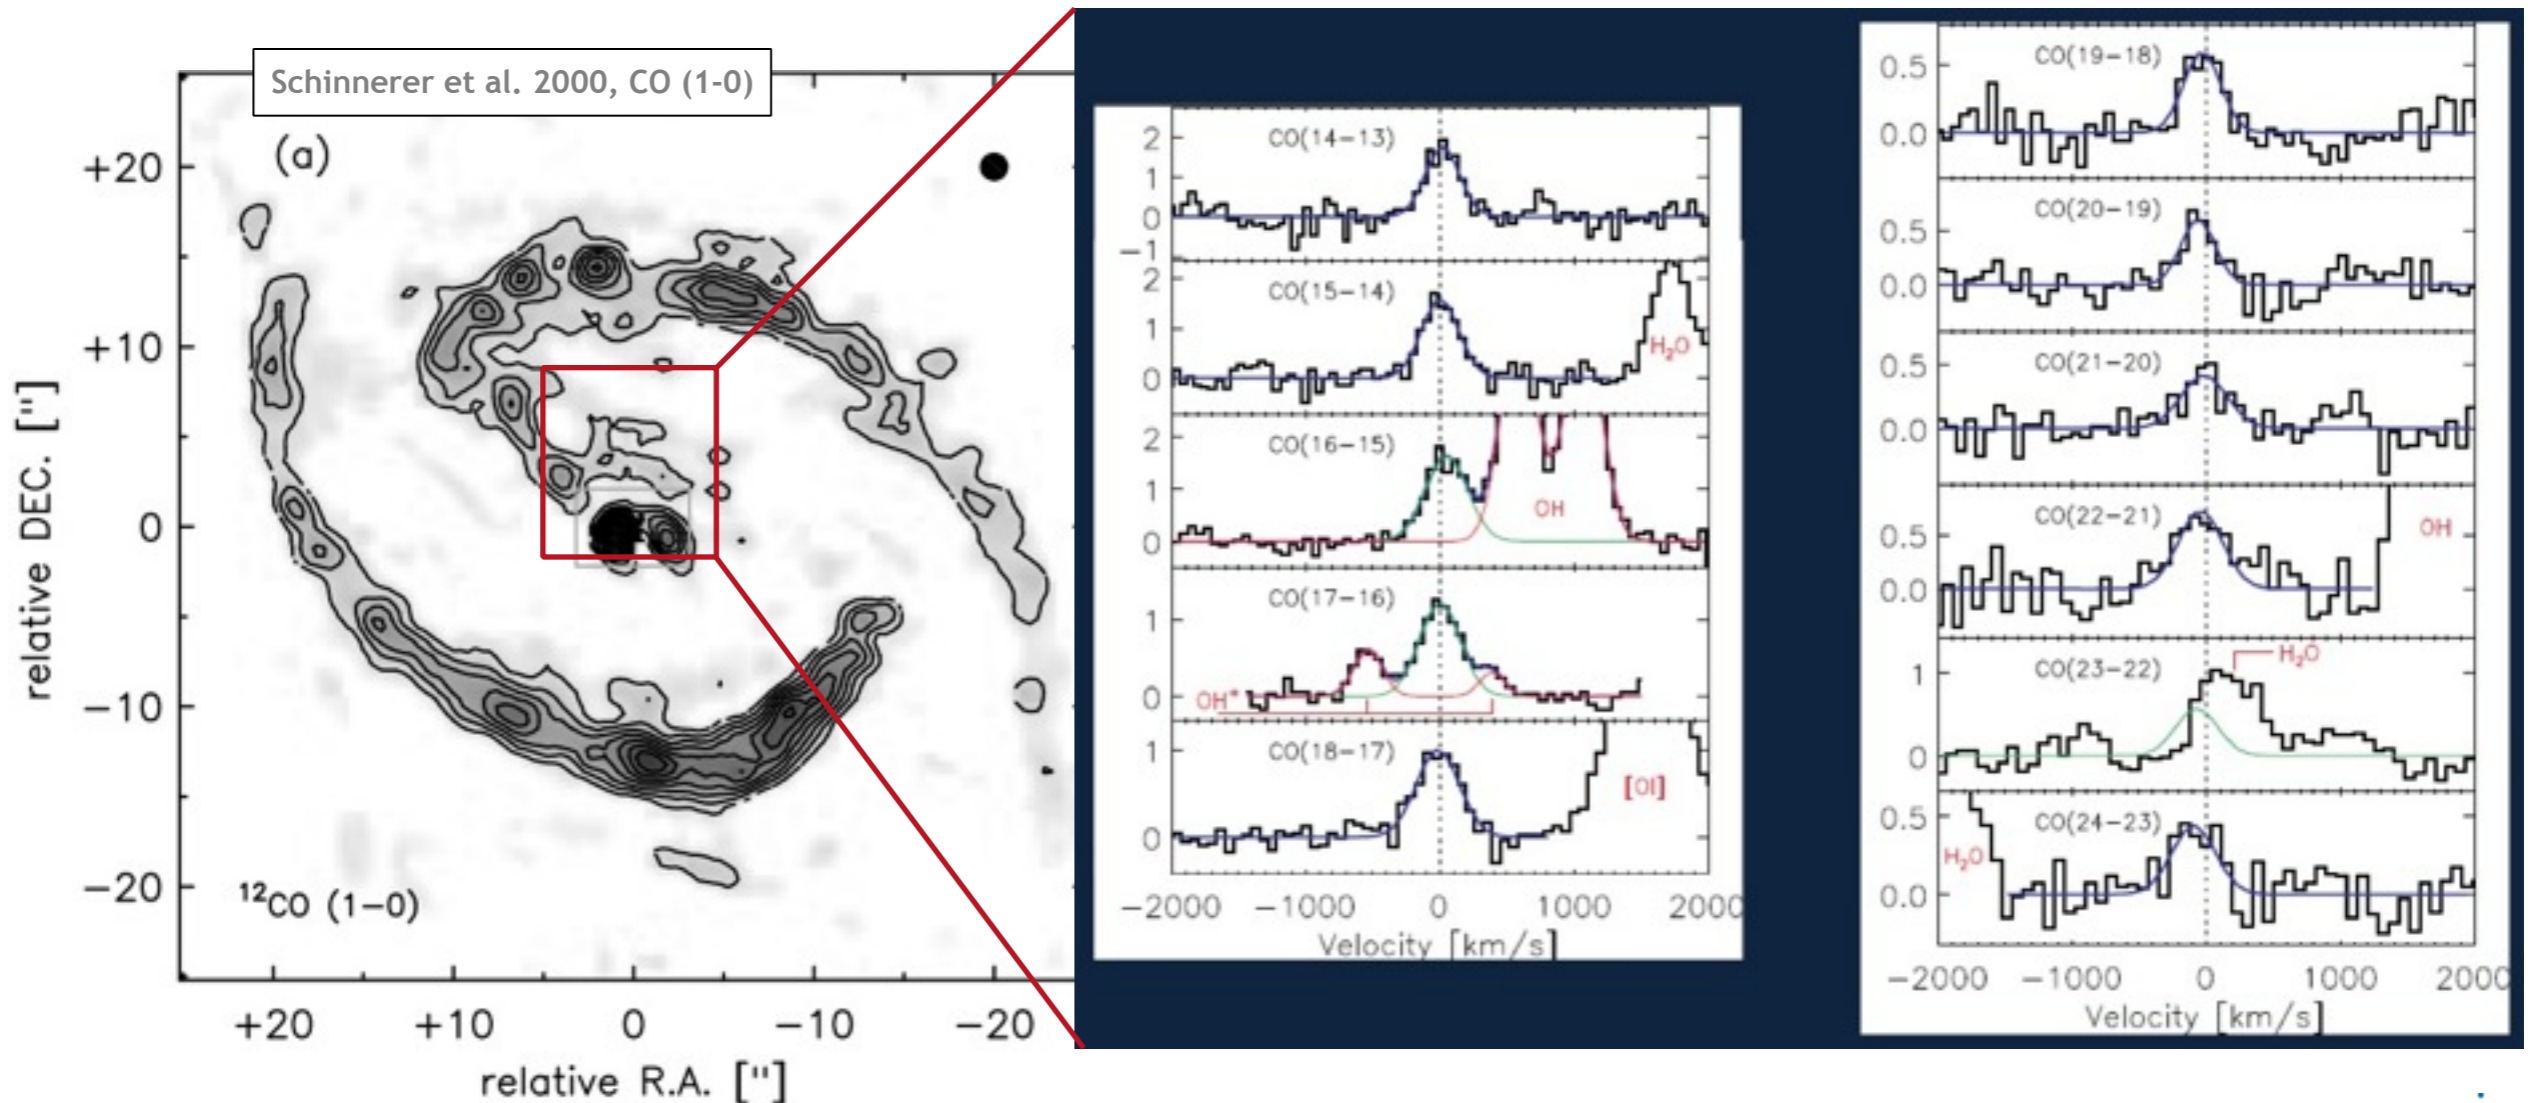 Schinnerer et al. 2000, CO (1-0)
(a)
+20
+10
0
−10
−20
relative DEC. ["]
¹²CO (1−0)
+20 +10 0 −10 −20
relative R.A. ["]
CO(14−13)
2
1
0
−1
CO(15−14)
2
1
0
H₂O
CO(16−15)
2
1
0
OH
CO(17−16)
1
0
OH⁺
CO(18−17)
1
0
[OI]
−2000 −1000 0 1000 2000
Velocity [km/s]
CO(19−18)
0.5
0.0
CO(20−19)
0.5
0.0
CO(21−20)
0.5
0.0
CO(22−21)
0.5
0.0
OH
CO(23−22)
1
0
H₂O
CO(24−23)
0.5
0.0
H₂O
−2000 −1000 0 1000 2000
Velocity [km/s]